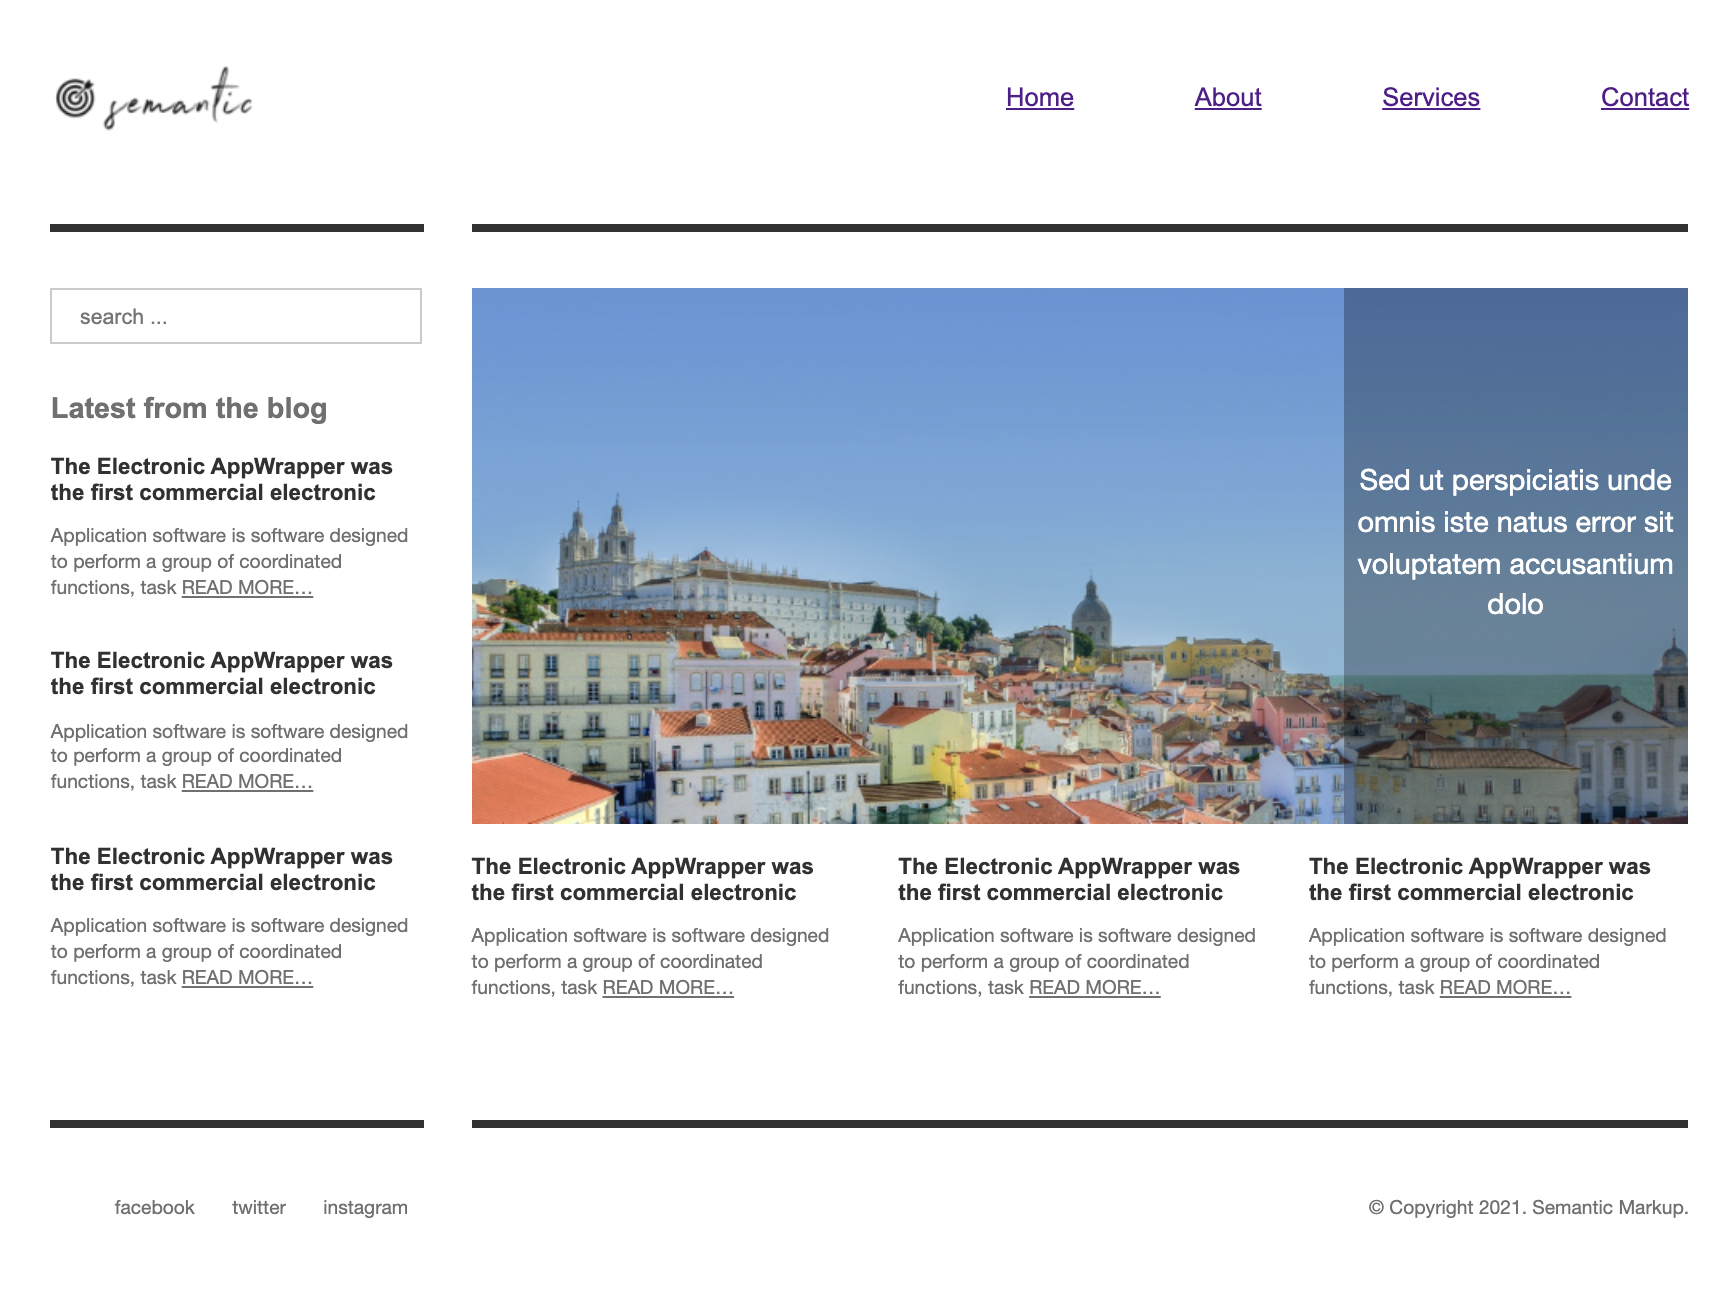 semantic
Home About Services Contact
search ...
Latest from the blog
The Electronic AppWrapper was
the first commercial electronic
Application software is software designed
to perform a group of coordinated
functions, task READ MORE...
The Electronic AppWrapper was
the first commercial electronic
Application software is software designed
to perform a group of coordinated
functions, task READ MORE...
The Electronic AppWrapper was
the first commercial electronic
Application software is software designed
to perform a group of coordinated
functions, task READ MORE...
Sed ut perspiciatis unde
omnis iste natus error sit
voluptatem accusantium
dolo
The Electronic AppWrapper was
the first commercial electronic
Application software is software designed
to perform a group of coordinated
functions, task READ MORE...
The Electronic AppWrapper was
the first commercial electronic
Application software is software designed
to perform a group of coordinated
functions, task READ MORE...
The Electronic AppWrapper was
the first commercial electronic
Application software is software designed
to perform a group of coordinated
functions, task READ MORE...
facebook twitter instagram
© Copyright 2021. Semantic Markup.